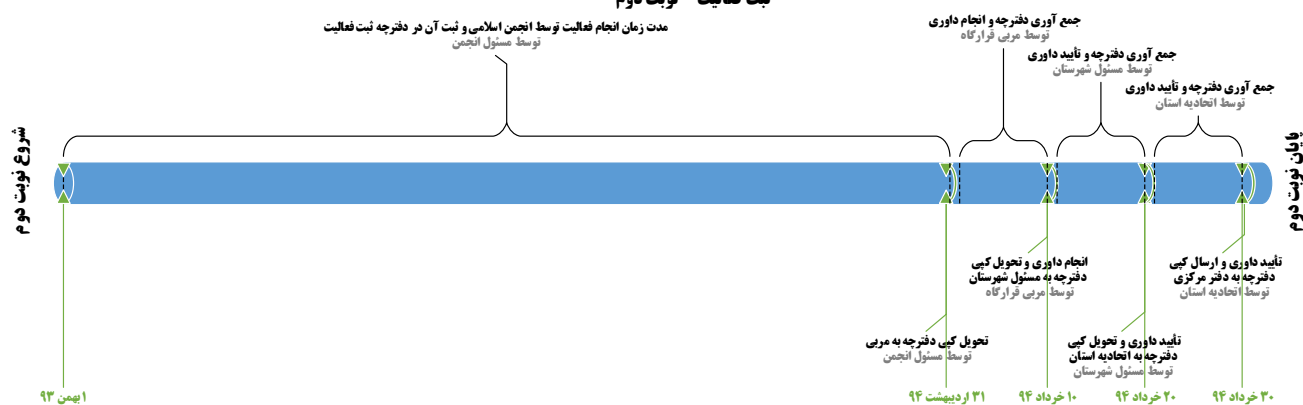 ثبت فعالیت - نوبت دوم
مدت زمان انجام فعالیت توسط انجمن اسلامی و ثبت آن در دفترچه ثبت فعالیت
توسط مسئول انجمن
جمع آوری دفترچه و انجام داوری
توسط مربی قرارگاه
جمع آوری دفترچه و تأیید داوری
توسط مسئول شهرستان
جمع آوری دفترچه و تأیید داوری
توسط اتحادیه استان
شروع نوبت دوم
پایان نوبت دوم
انجام داوری و تحویل کپی
دفترچه به مسئول شهرستان
توسط مربی قرارگاه
تأیید داوری و ارسال کپی
دفترچه به دفتر مرکزی
توسط اتحادیه استان
تحویل کپی دفترچه به مربی
توسط مسئول انجمن
تأیید داوری و تحویل کپی
دفترچه به اتحادیه استان
توسط مسئول شهرستان
۱ بهمن ۹۳
۳۱ اردیبهشت ۹۴
۱۰ خرداد ۹۴
۲۰ خرداد ۹۴
۳۰ خرداد ۹۴